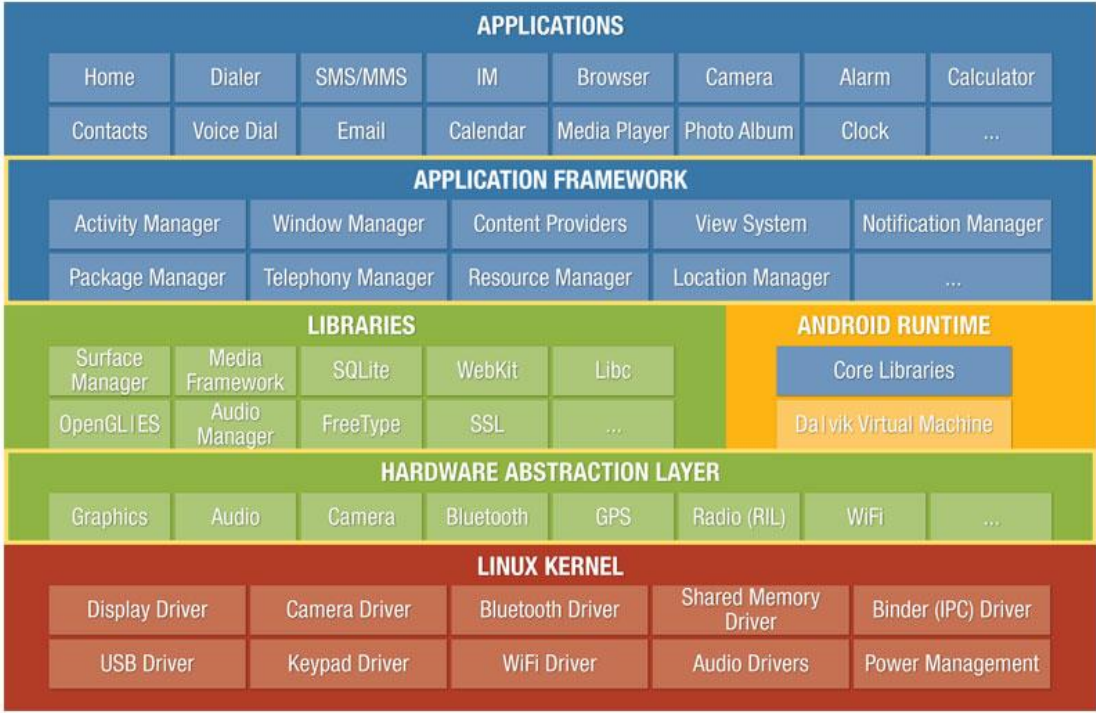 APPLICATIONS
Home Dialer SMS/MMS IM Browser Camera Alarm Calculator
Contacts Voice Dial Email Calendar Media Player Photo Album Clock ...
APPLICATION FRAMEWORK
Activity Manager Window Manager Content Providers View System Notification Manager
Package Manager Telephony Manager Resource Manager Location Manager ...
LIBRARIES
Surface
Manager
Media
Framework
SQLite WebKit Libc
OpenGL|ES
Audio
Manager
FreeType SSL ...
ANDROID RUNTIME
Core Libraries
Dalvik Virtual Machine
HARDWARE ABSTRACTION LAYER
Graphics Audio Camera Bluetooth GPS Radio (RIL) WiFi ...
LINUX KERNEL
Display Driver Camera Driver Bluetooth Driver
Shared Memory
Driver
Binder (IPC) Driver
USB Driver Keypad Driver WiFi Driver Audio Drivers Power Management